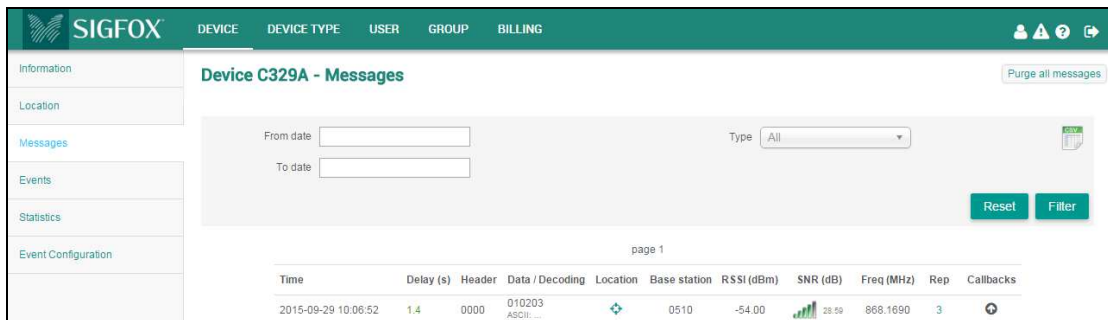 SIGFOX DEVICE DEVICE TYPE USER GROUP BILLING
Information
Location
Messages
Events
Statistics
Event Configuration
Device C329A - Messages
Purge all messages
From date
To date
Type All
CSV
Reset Filter
page 1
Time Delay (s) Header Data / Decoding Location Base station RSSI (dBm) SNR (dB) Freq (MHz) Rep Callbacks
2015-09-29 10:06:52 1.4 0000 010203 0510 -54.00 28.59 868.1690 3
ASCII: ...